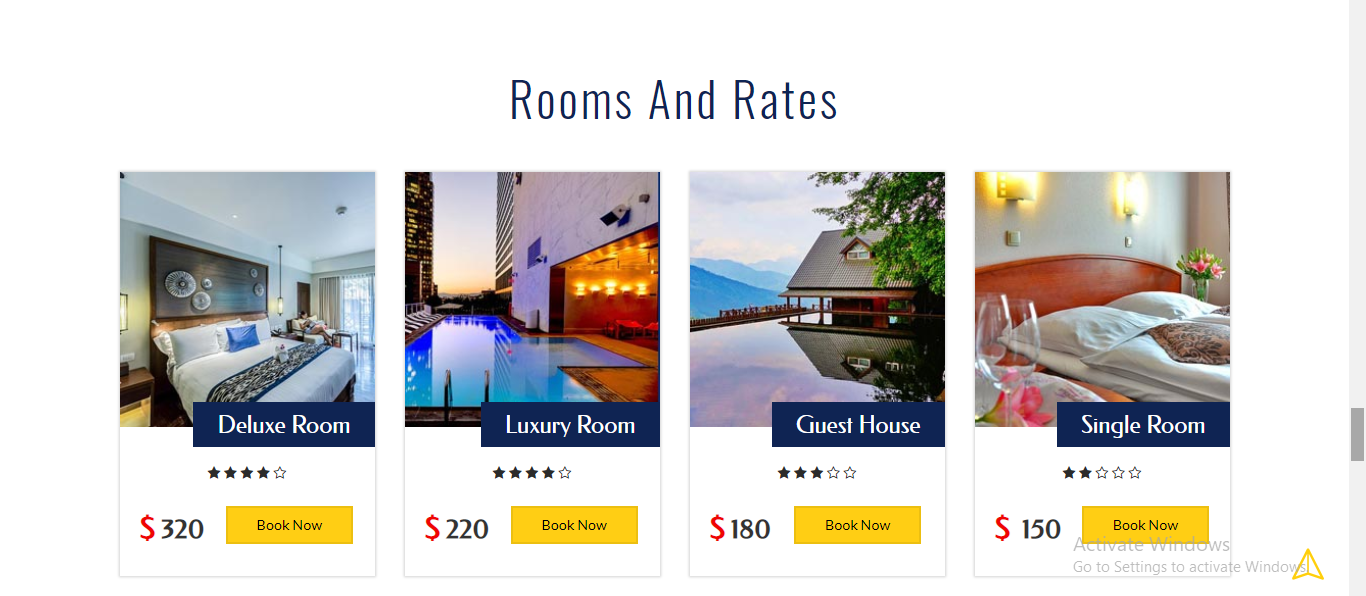 Rooms And Rates
Deluxe Room
Luxury Room
Guest House
Single Room
$ 320
Book Now
$ 220
Book Now
$ 180
Book Now
$ 150
Book Now
Activate Windows
Go to Settings to activate Windows.